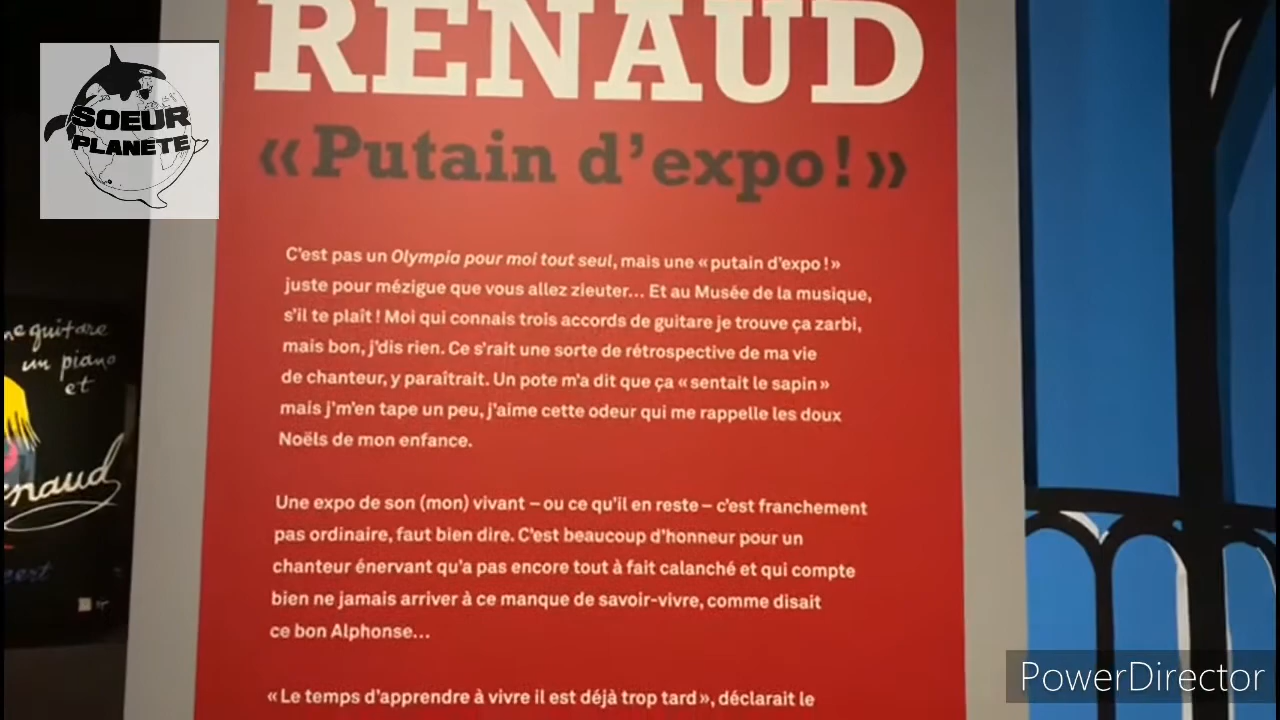 RENAUD
« Putain d'expo ! »
C'est pas un Olympia pour moi tout seul, mais une « putain d'expo ! »
juste pour mézigue que vous allez zieuter... Et au Musée de la musique,
s'il te plaît ! Moi qui connais trois accords de guitare je trouve ça zarbi,
mais bon, j'dis rien. Ce s'rait une sorte de rétrospective de ma vie
de chanteur, y paraîtrait. Un pote m'a dit que ça « sentait le sapin »
mais j'm'en tape un peu, j'aime cette odeur qui me rappelle les doux
Noëls de mon enfance.
Une expo de son (mon) vivant – ou ce qu'il en reste – c'est franchement
pas ordinaire, faut bien dire. C'est beaucoup d'honneur pour un
chanteur énervant qu'a pas encore tout à fait calanché et qui compte
bien ne jamais arriver à ce manque de savoir-vivre, comme disait
ce bon Alphonse...
« Le temps d'apprendre à vivre il est déjà trop tard », déclarait le
SOEUR
PLANETE
guitare
un piano
et
naud
PowerDirector